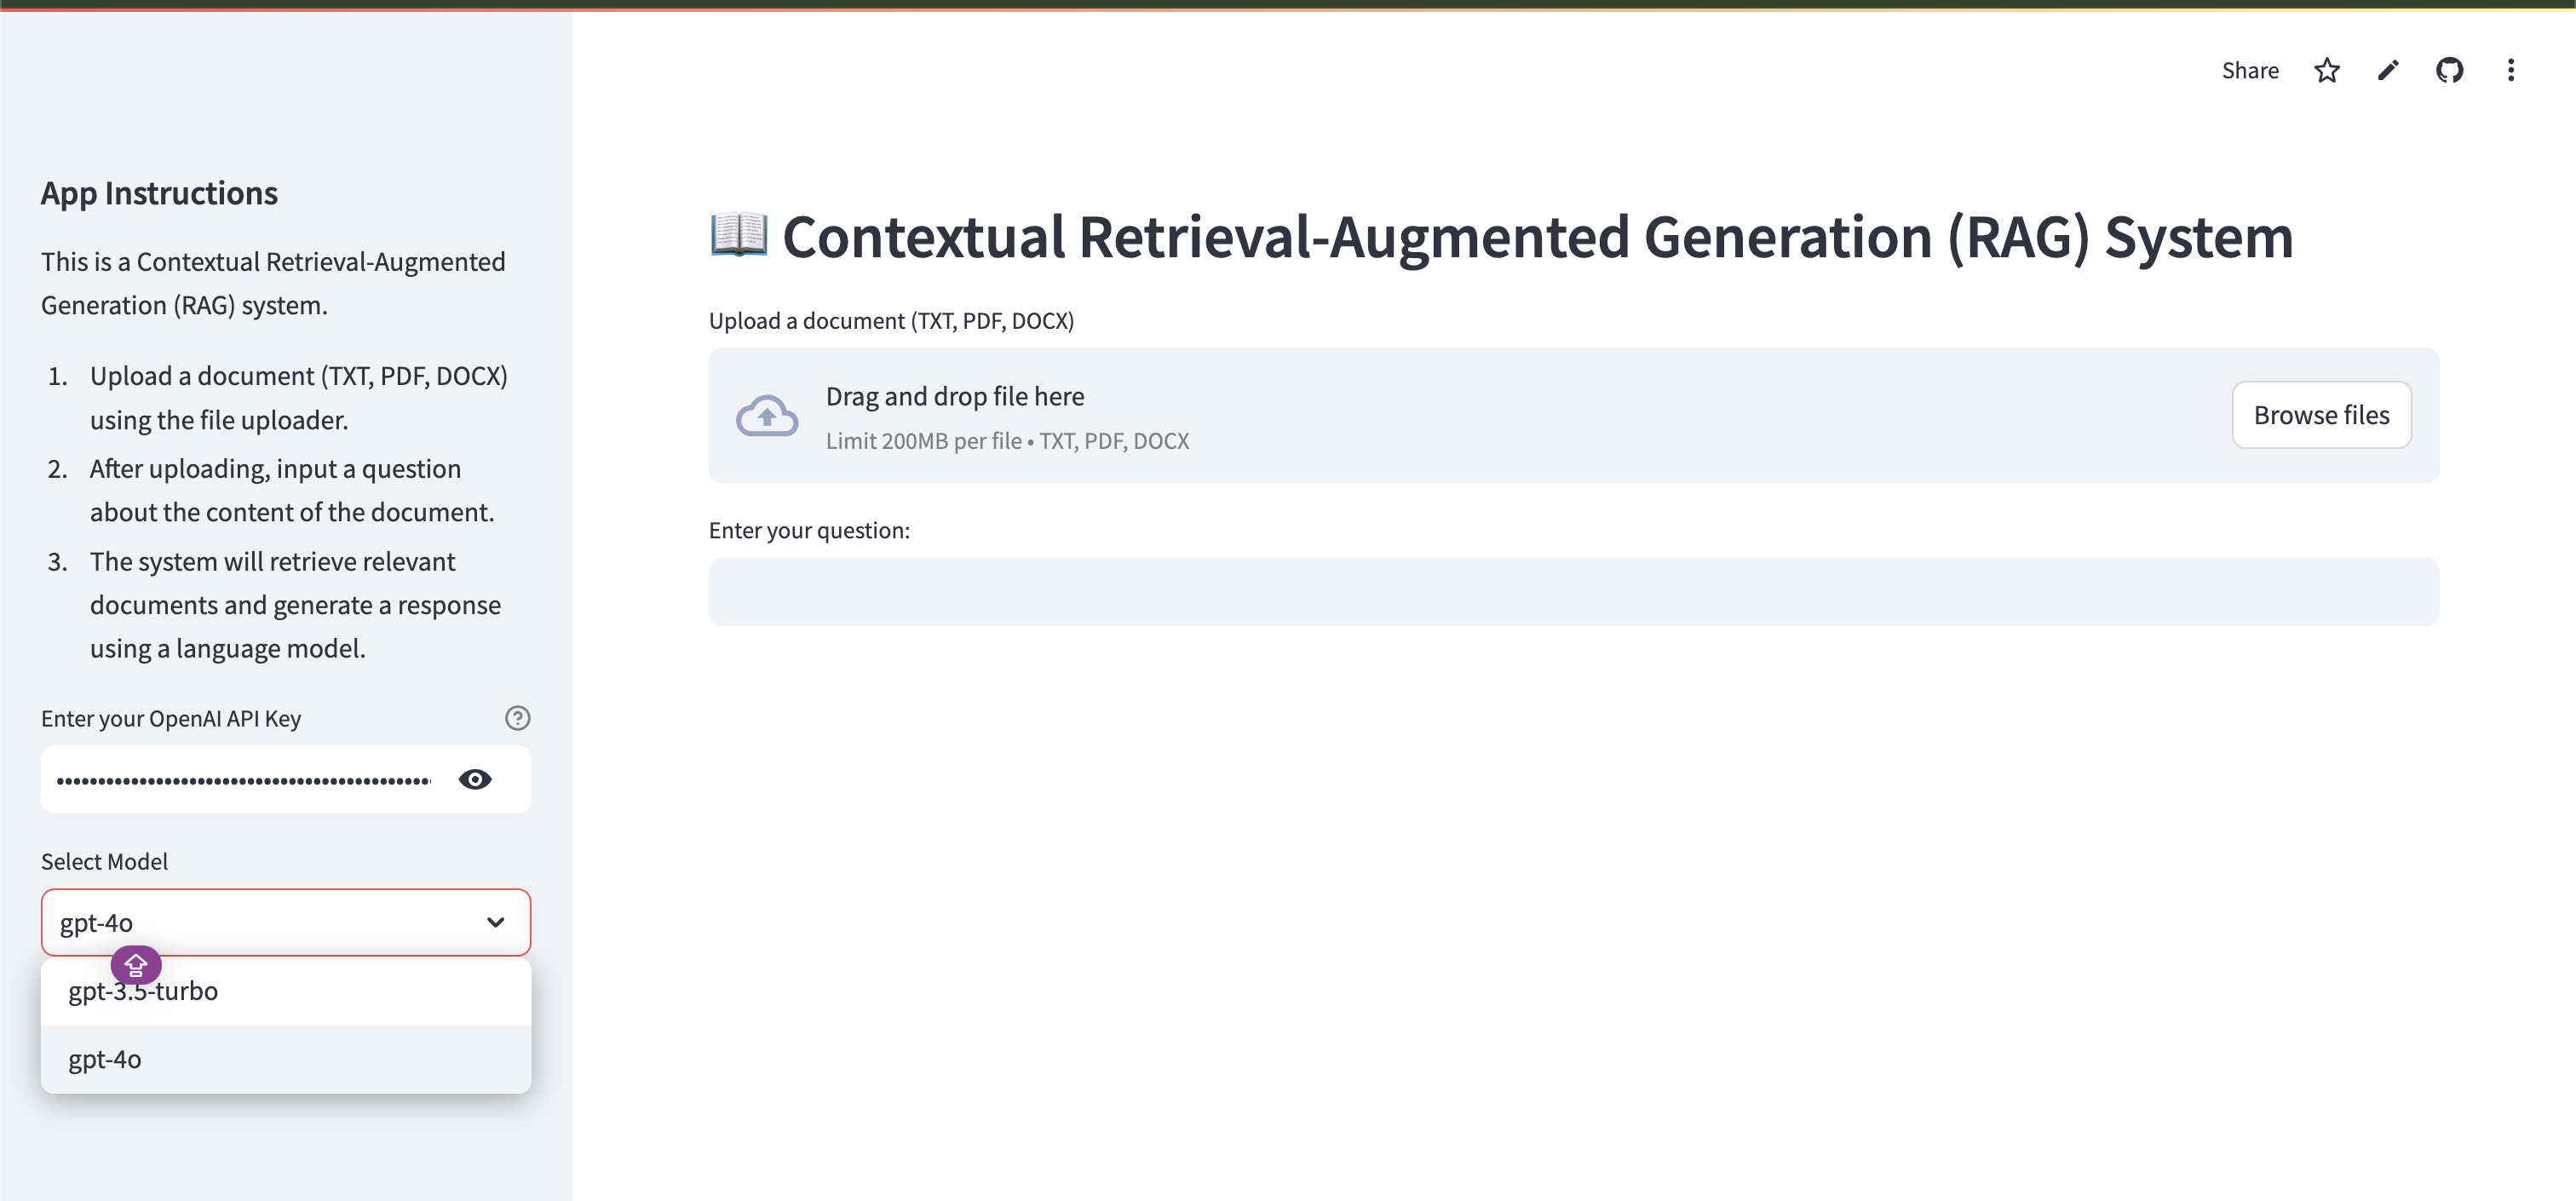 Share
App Instructions
This is a Contextual Retrieval-Augmented
Generation (RAG) system.
1. Upload a document (TXT, PDF, DOCX)
using the file uploader.
2. After uploading, input a question
about the content of the document.
3. The system will retrieve relevant
documents and generate a response
using a language model.
Enter your OpenAI API Key
Select Model
gpt-4o
gpt-3.5-turbo
gpt-4o
📖 Contextual Retrieval-Augmented Generation (RAG) System
Upload a document (TXT, PDF, DOCX)
Drag and drop file here
Limit 200MB per file • TXT, PDF, DOCX
Browse files
Enter your question: